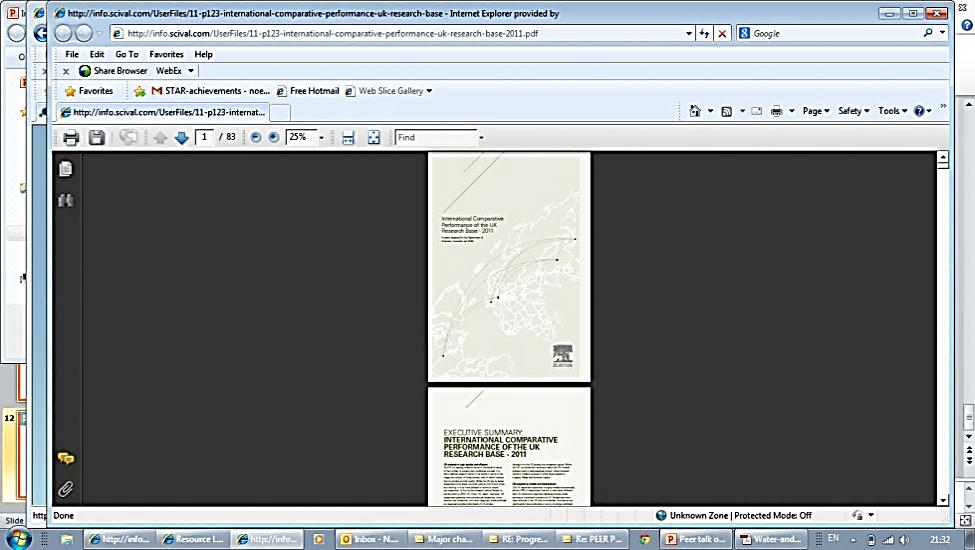 http://info.scival.com/UserFiles/11-p123-international-comparative-performance-uk-research-base - Internet Explorer provided by
http://info.scival.com/UserFiles/11-p123-international-comparative-performance-uk-research-base-2011.pdf
Google
File Edit Go To Favorites Help
x Share Browser WebEx
Favorites STAR-achievements - noe... Free Hotmail Web Slice Gallery
http://info.scival.com/UserFiles/11-p123-internat...
Page Safety Tools
1 / 83 25% Find
International Comparative
Performance of the UK
Research Base - 2011
ELSEVIER
EXECUTIVE SUMMARY:
INTERNATIONAL COMPARATIVE
PERFORMANCE OF THE UK
RESEARCH BASE - 2011
12
Slide
http
Done
Unknown Zone | Protected Mode: Off
http://info...
Resource L...
http://info...
Inbox - N...
Major cha...
RE: Progre...
Re: PEER P...
Peer talk o...
Water-and...
EN
21:32